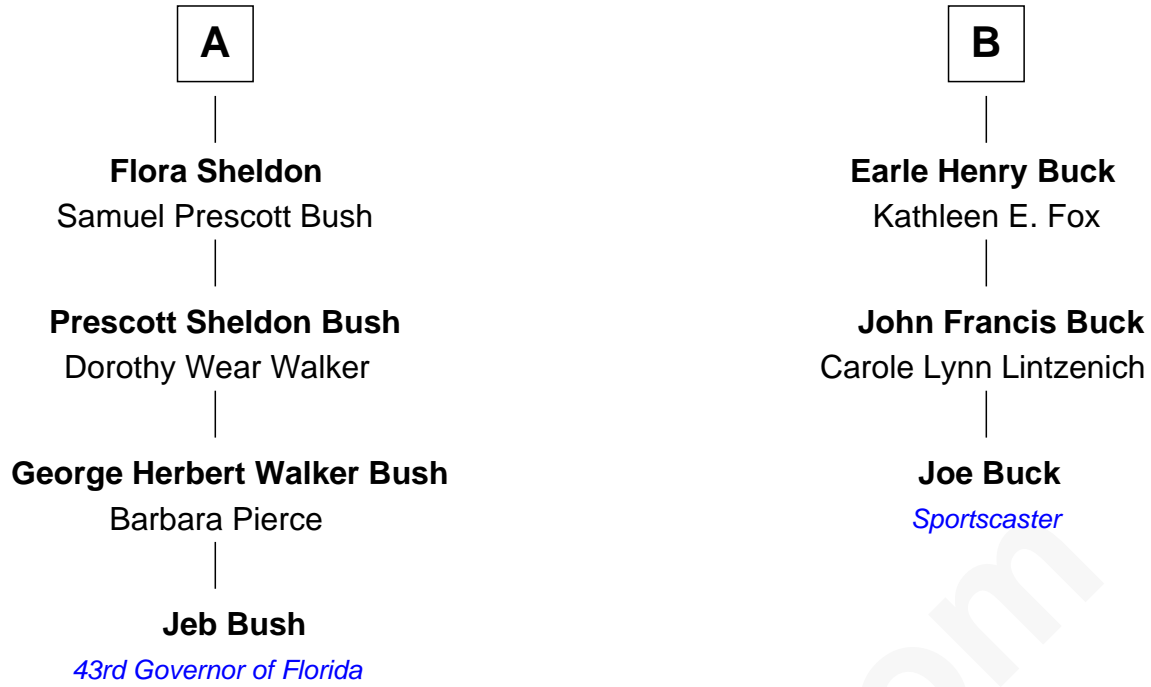 A
Flora Sheldon
Samuel Prescott Bush
Prescott Sheldon Bush
Dorothy Wear Walker
George Herbert Walker Bush
Barbara Pierce
Jeb Bush
43rd Governor of Florida
B
Earle Henry Buck
Kathleen E. Fox
John Francis Buck
Carole Lynn Lintzenich
Joe Buck
Sportscaster
om